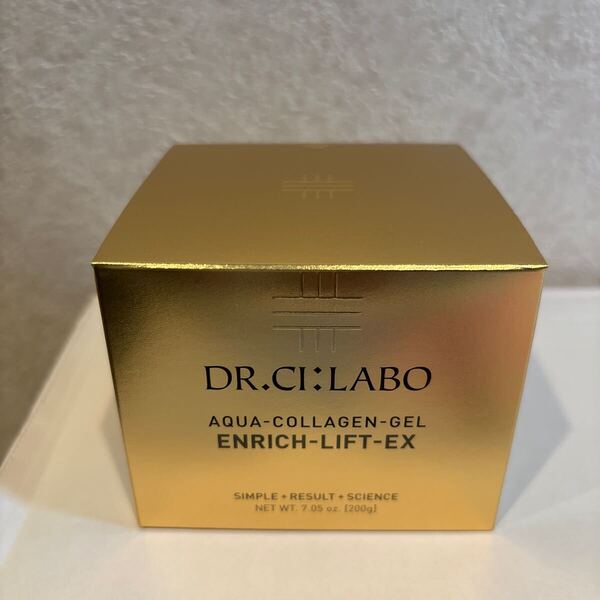 DR.CI:LABO
AQUA-COLLAGEN-GEL
ENRICH-LIFT-EX
SIMPLE + RESULT + SCIENCE
NET WT. 7.05 oz. [200g]